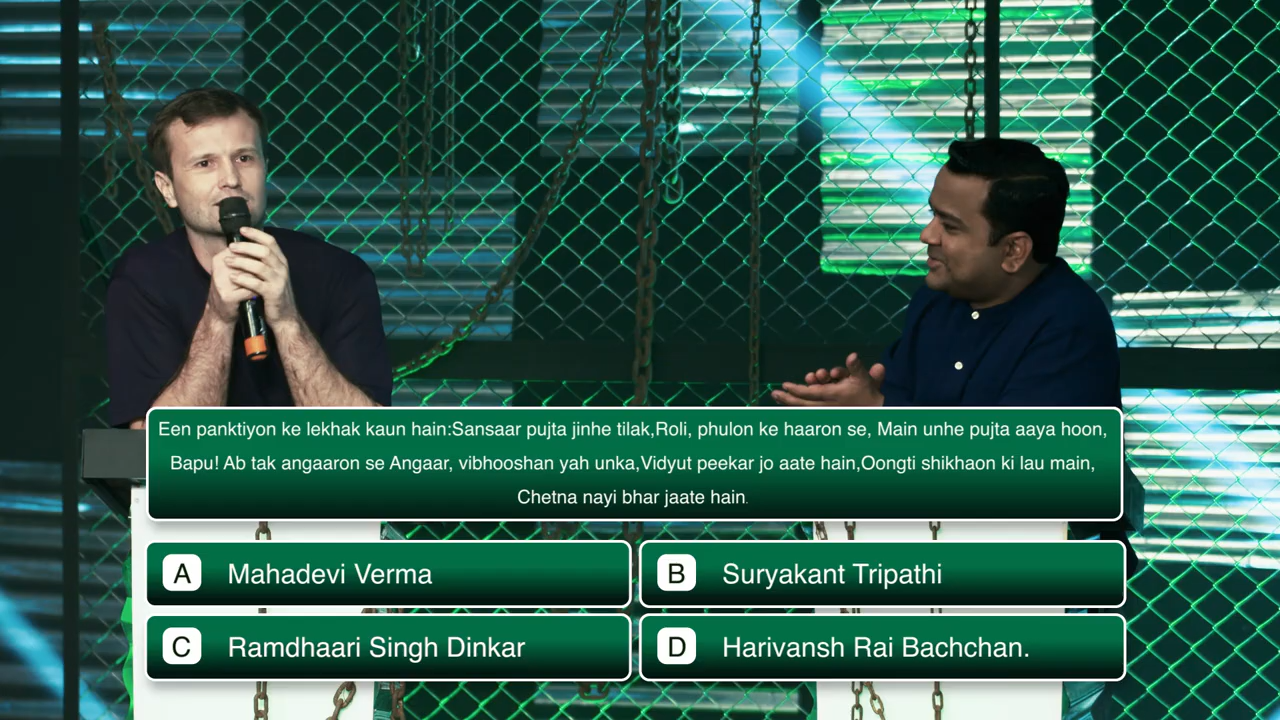 Een panktiyon ke lekhak kaun hain:Sansaar pujta jinhe tilak,Roli, phulon ke haaron se, Main unhe pujta aaya hoon,
Bapu! Ab tak angaaron se Angaar, vibhooshan yah unka,Vidyut peekar jo aate hain,Oongti shikhaon ki lau main,
Chetna nayi bhar jaate hain.
A Mahadevi Verma
B Suryakant Tripathi
C Ramdhaari Singh Dinkar
D Harivansh Rai Bachchan.